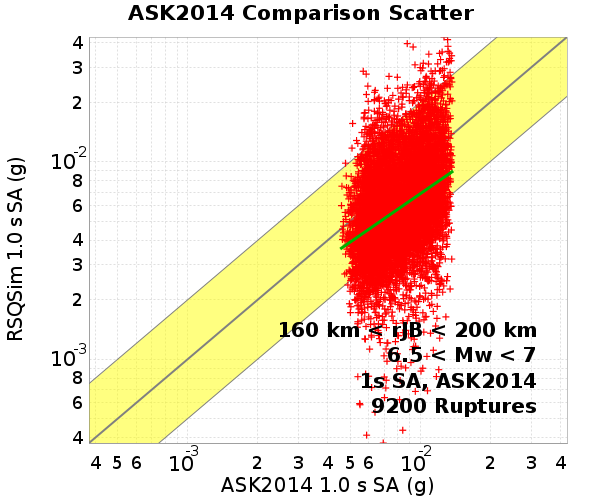 ASK2014 Comparison Scatter
RSQSim 1.0 s SA (g)
4
3
2
10-2
8
6
4
3
2
10-3
8
6
4
160 km < rJB < 200 km
6.5 < Mw < 7
1s SA, ASK2014
9200 Ruptures
4 5 6 10-3 2 3 4 5 6 10-2 2 3 4
ASK2014 1.0 s SA (g)